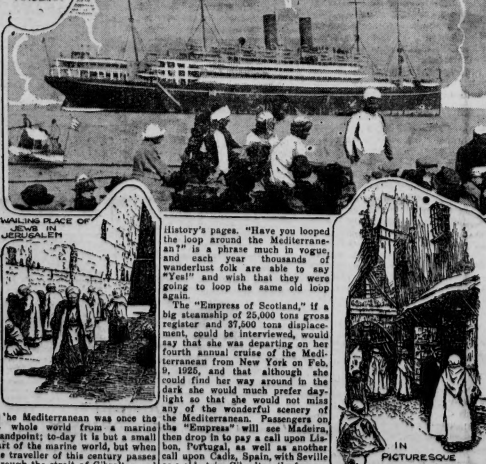 WAILING PLACE OF
JEWS IN
JERUSALEM
History's pages. "Have you looped
the loop around the Mediterrane-
an?" is a phrase much in vogue,
and each year thousands of
wanderlust folk are able to say
"Yes!" and wish that they were
going to loop the same old loop
again.
The "Empress of Scotland," if a
big steamship of 25,000 tons gross
register and 37,500 tons displace-
ment, could be interviewed, would
say that she was departing on her
fourth annual cruise of the Medi-
terranean from New York on Feb.
9, 1925, and that although she
could find her way around in the
dark she would much prefer day-
light so that she would not miss
any of the wonderful scenery of
the Mediterranean. Passengers on
the "Empress" will see Madeira,
then drop in to pay a call upon Lis-
bon, Portugal, as well as another
call upon Cadiz, Spain, with Seville
he Mediterranean was once the
whole world from a marine
andpoint; to-day it is but a small
art of the marine world, but when
e traveller of this century passes
IN
PICTURESQUE